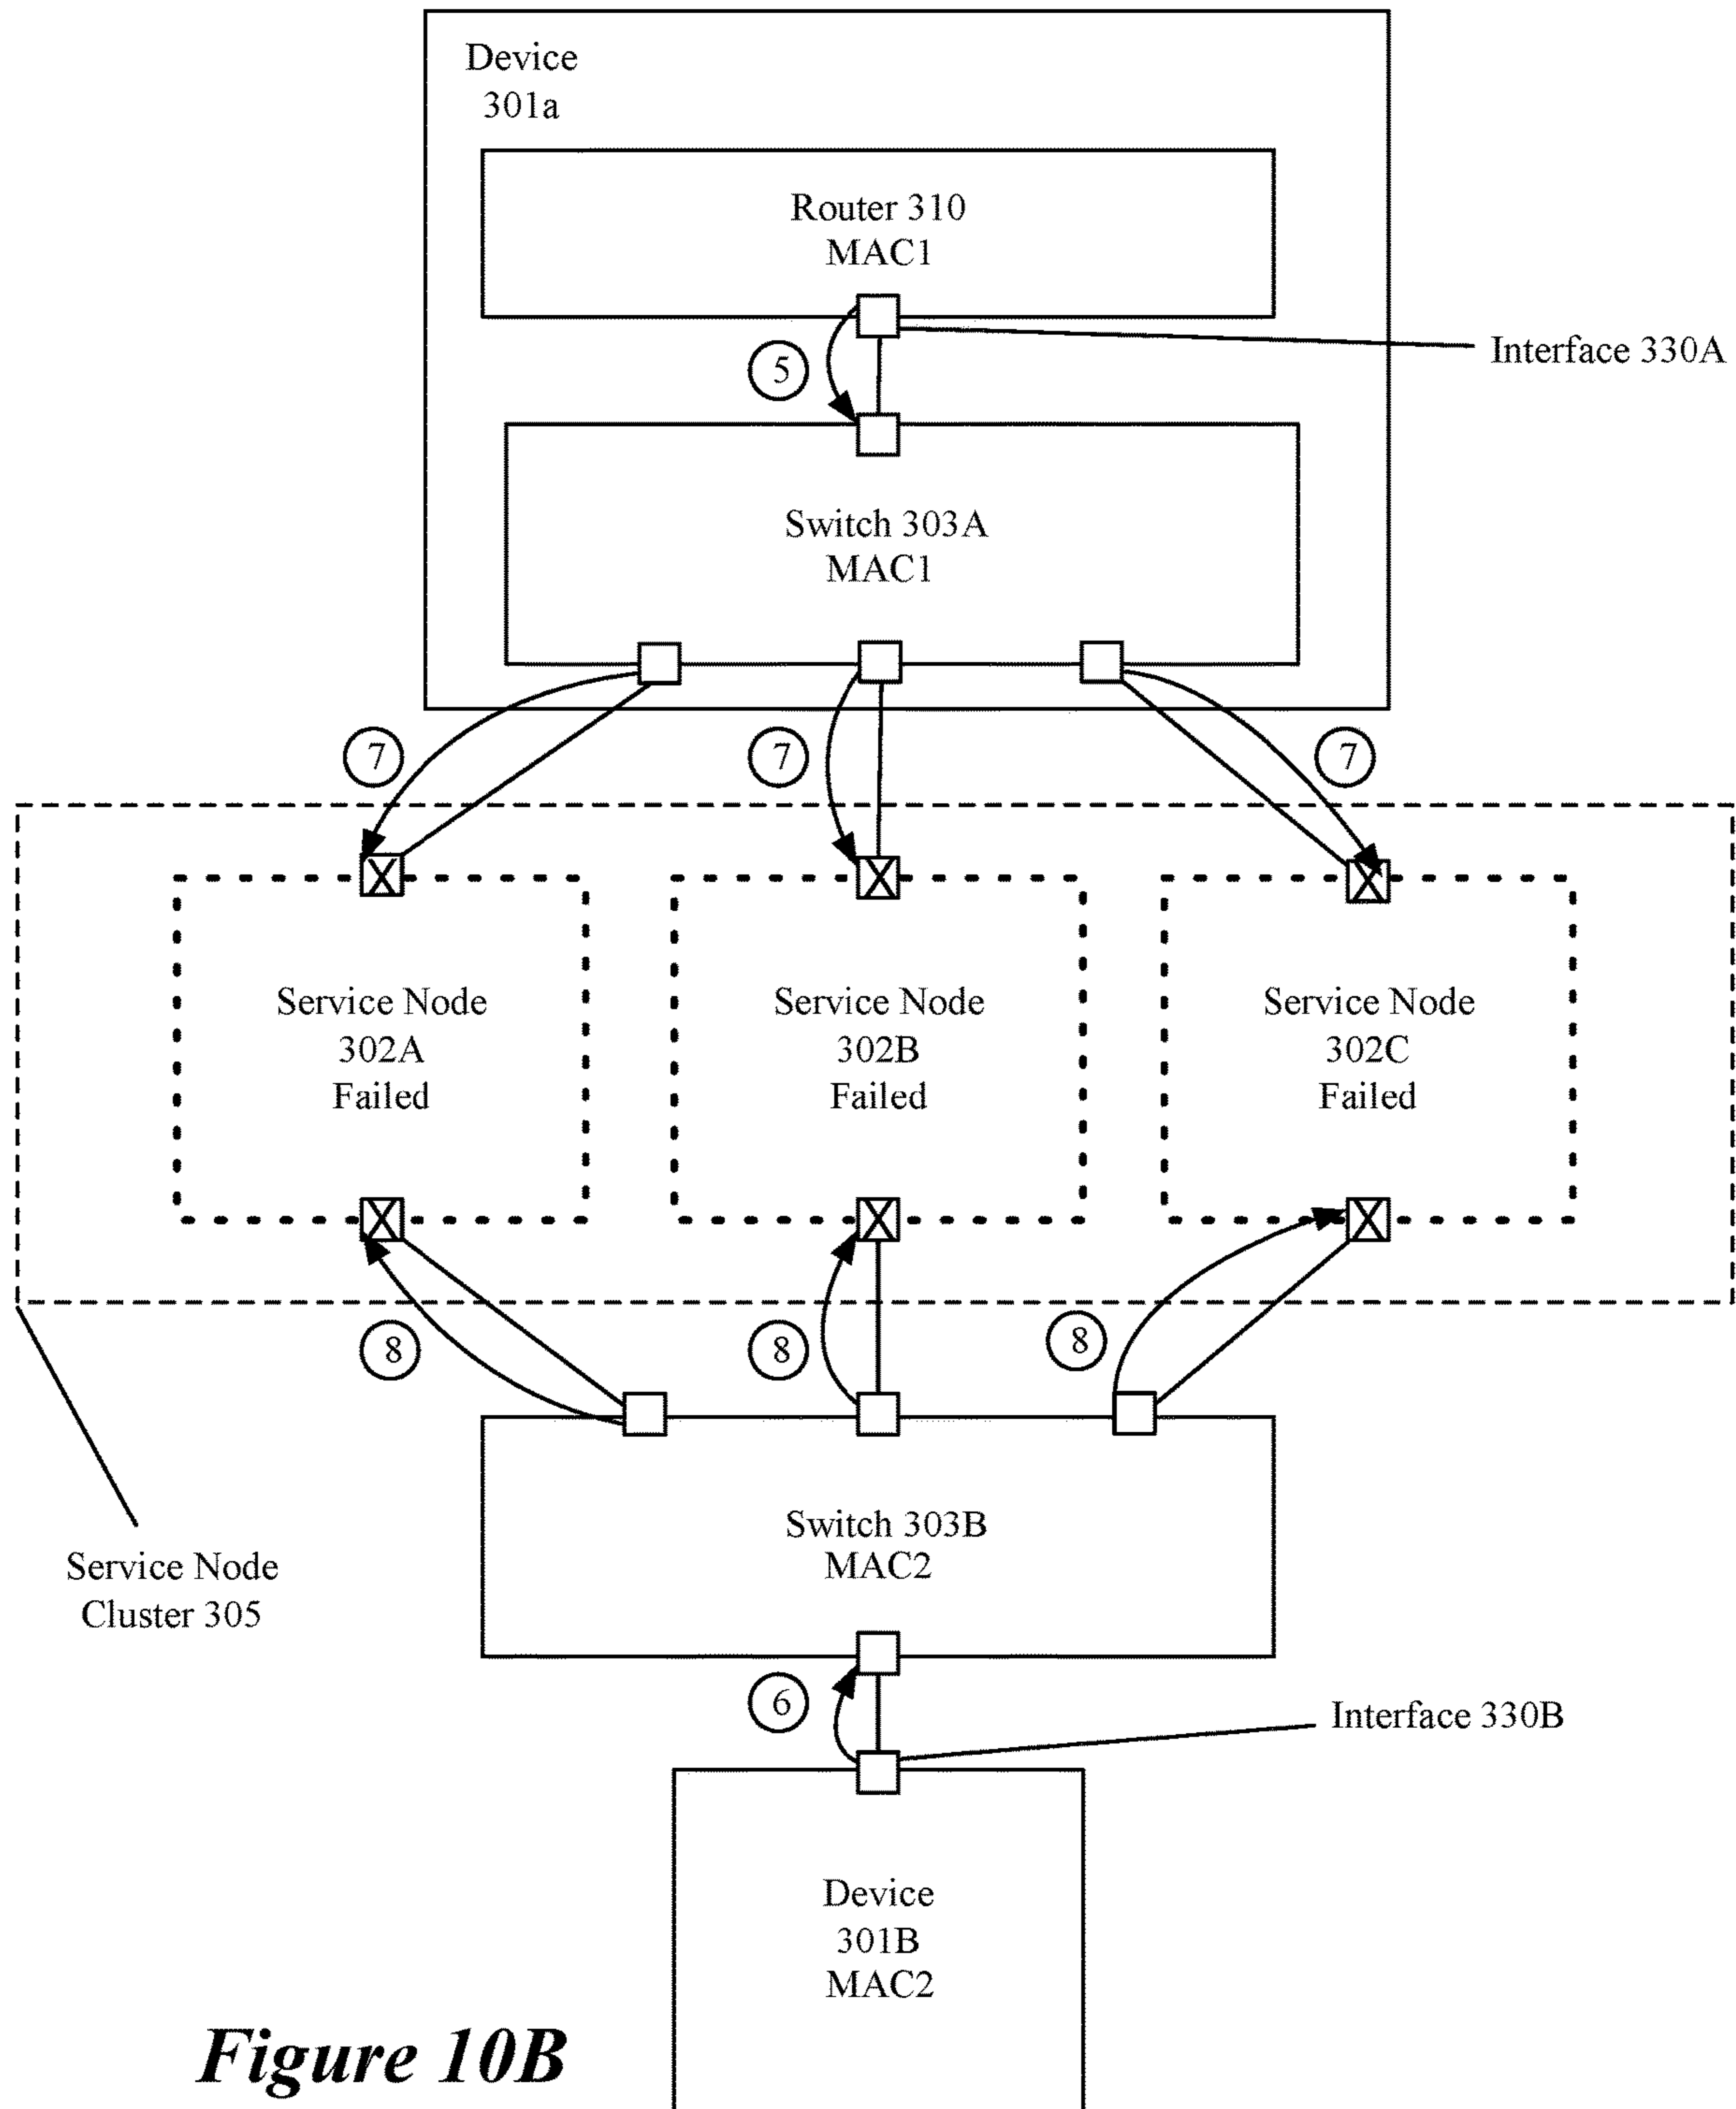 Device
301a
Router 310
MAC1
Interface 330A
5
Switch 303A
MAC1
7
7
7
Service Node
302A
Failed
Service Node
302B
Failed
Service Node
302C
Failed
8
8
8
Switch 303B
MAC2
Service Node
Cluster 305
6
Interface 330B
Device
301B
MAC2
Figure 10B